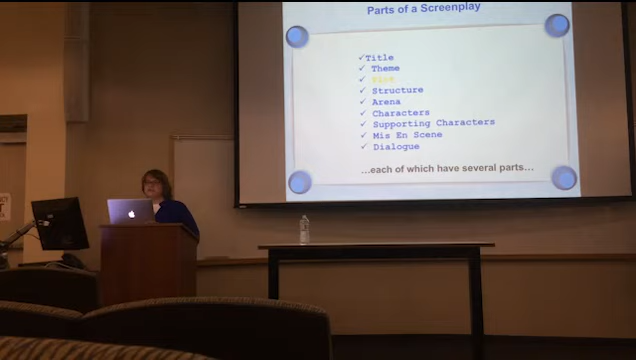 Parts of a Screenplay
✓Title
✓ Theme
✓ Plot
✓ Structure
✓ Arena
✓ Characters
✓ Supporting Characters
✓ Mis En Scene
✓ Dialogue
…each of which have several parts…